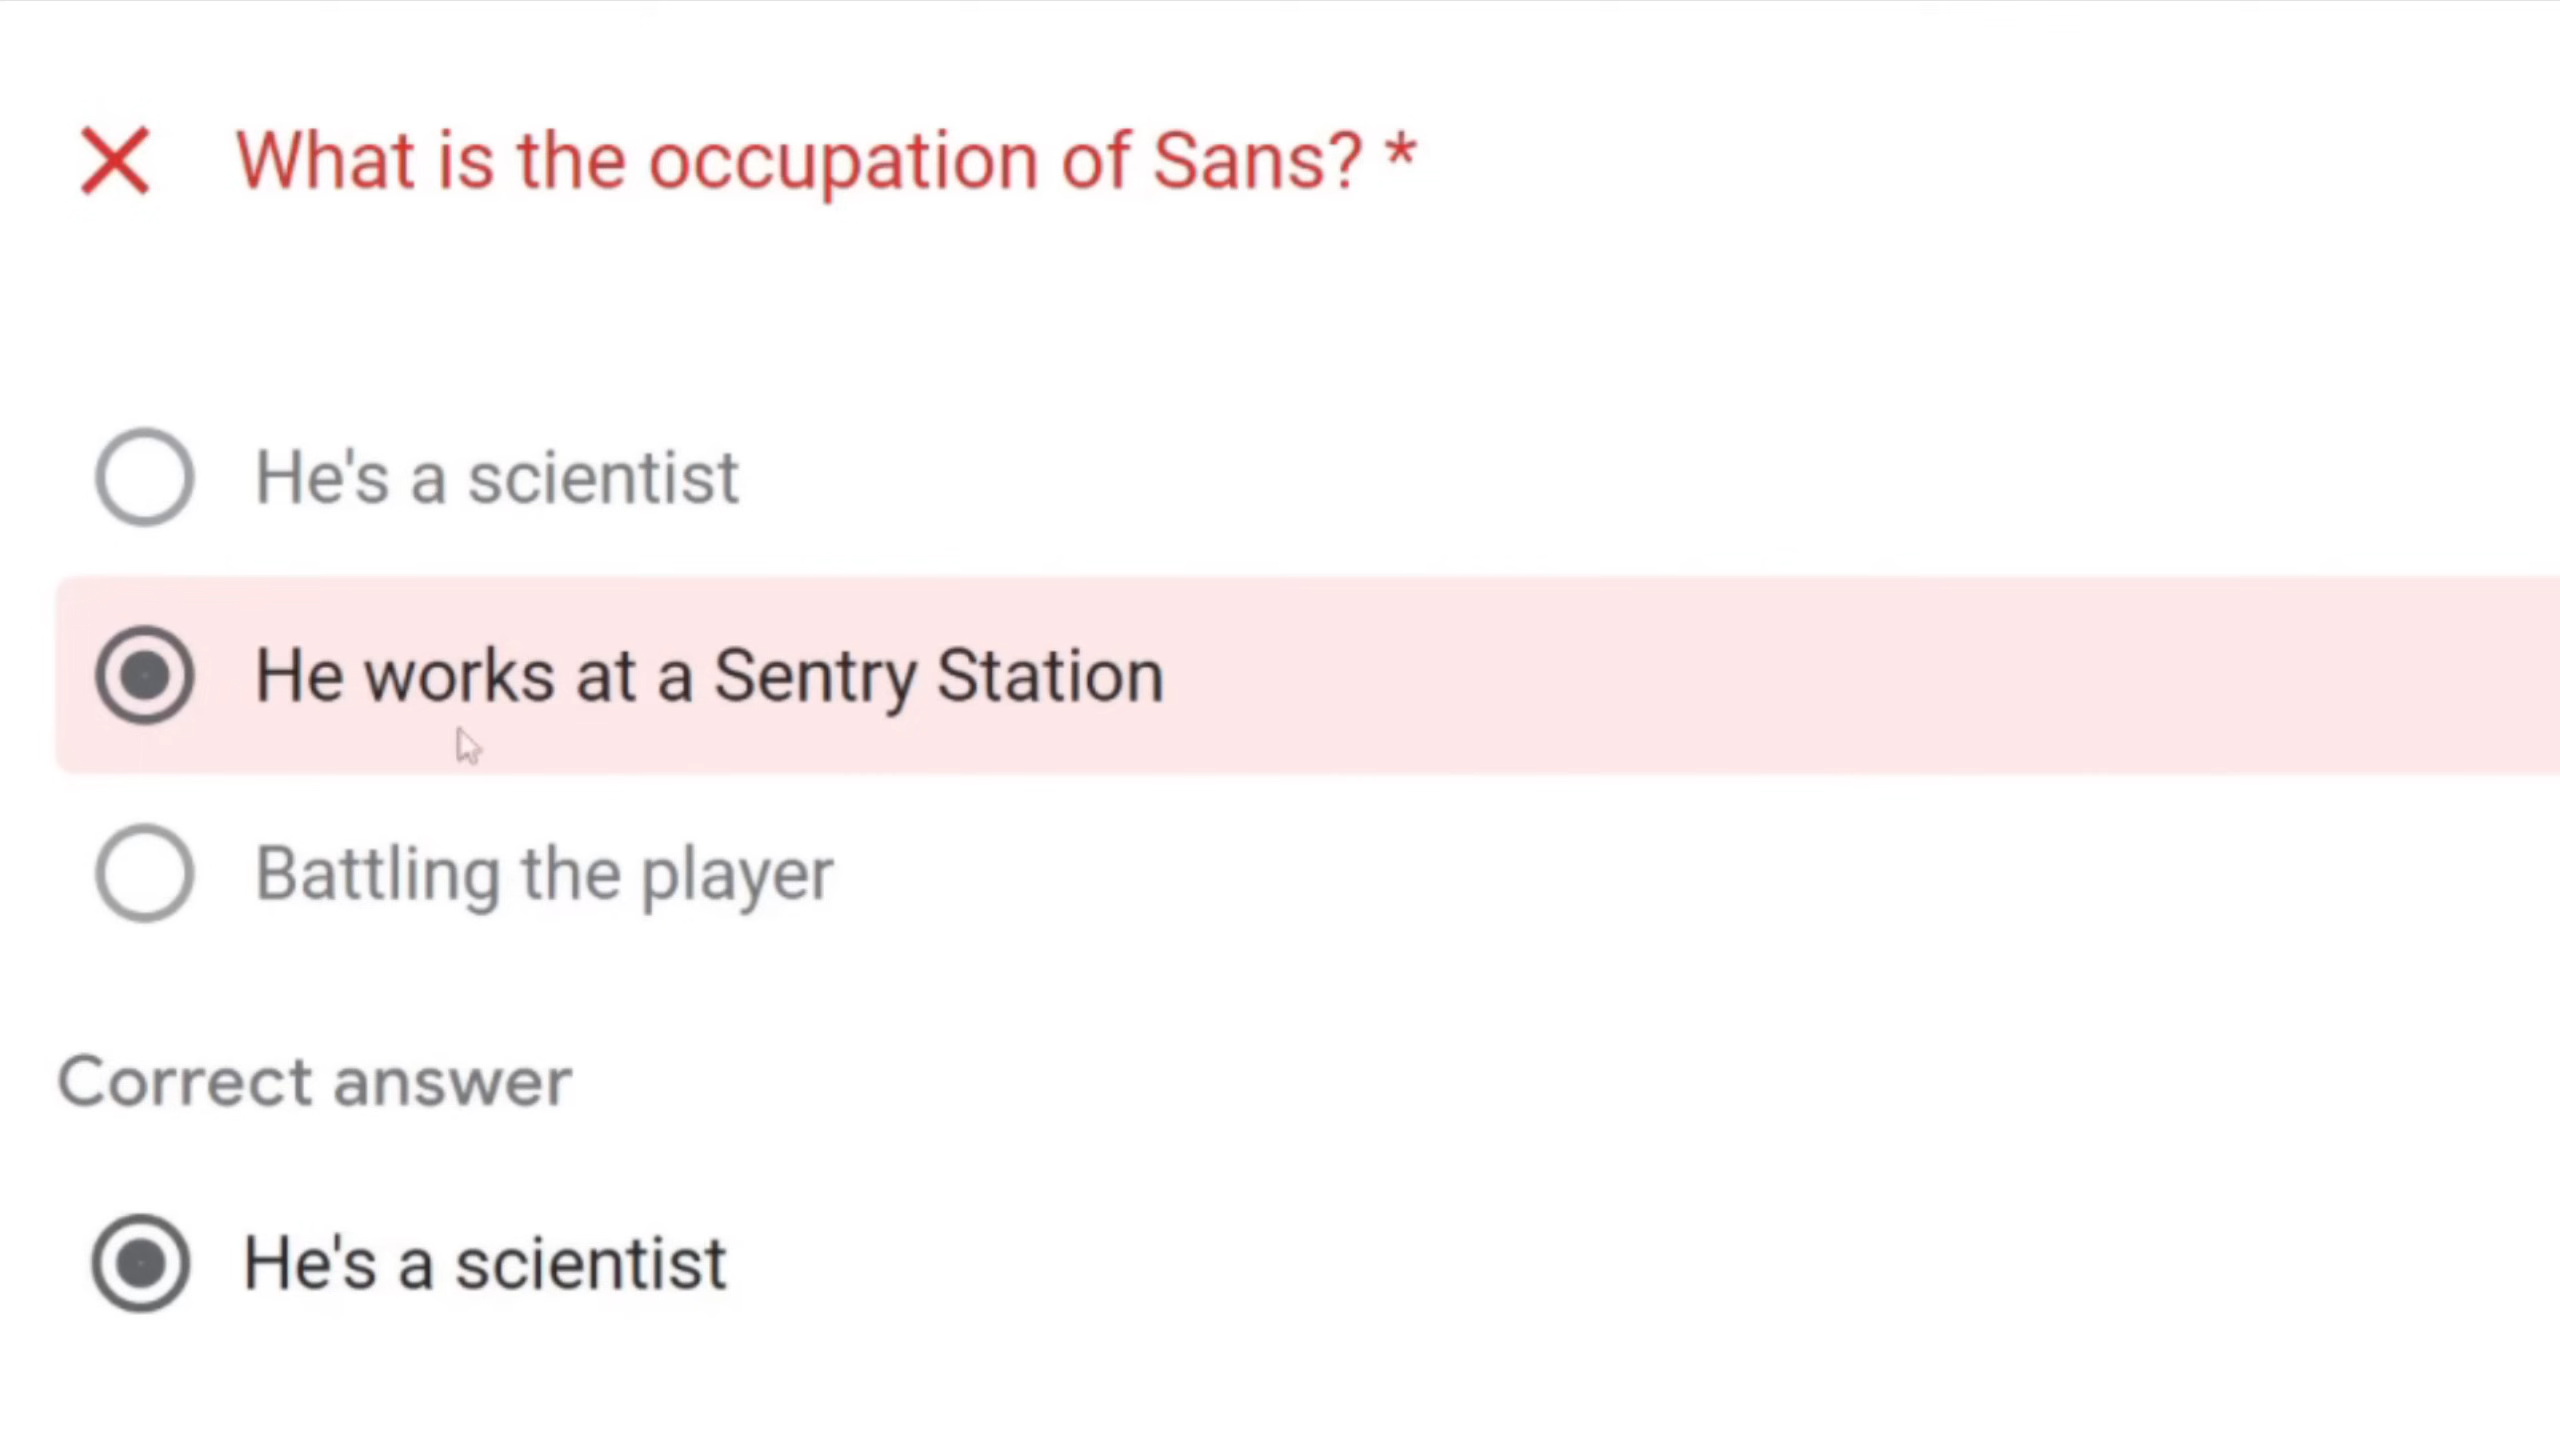 What is the occupation of Sans? *
He's a scientist
He works at a Sentry Station
Battling the player
Correct answer
He's a scientist